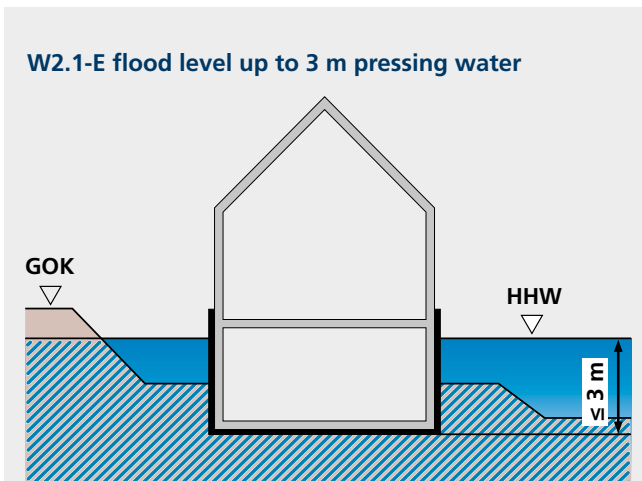 W2.1-E flood level up to 3 m pressing water
GOK
HHW
≤ 3 m